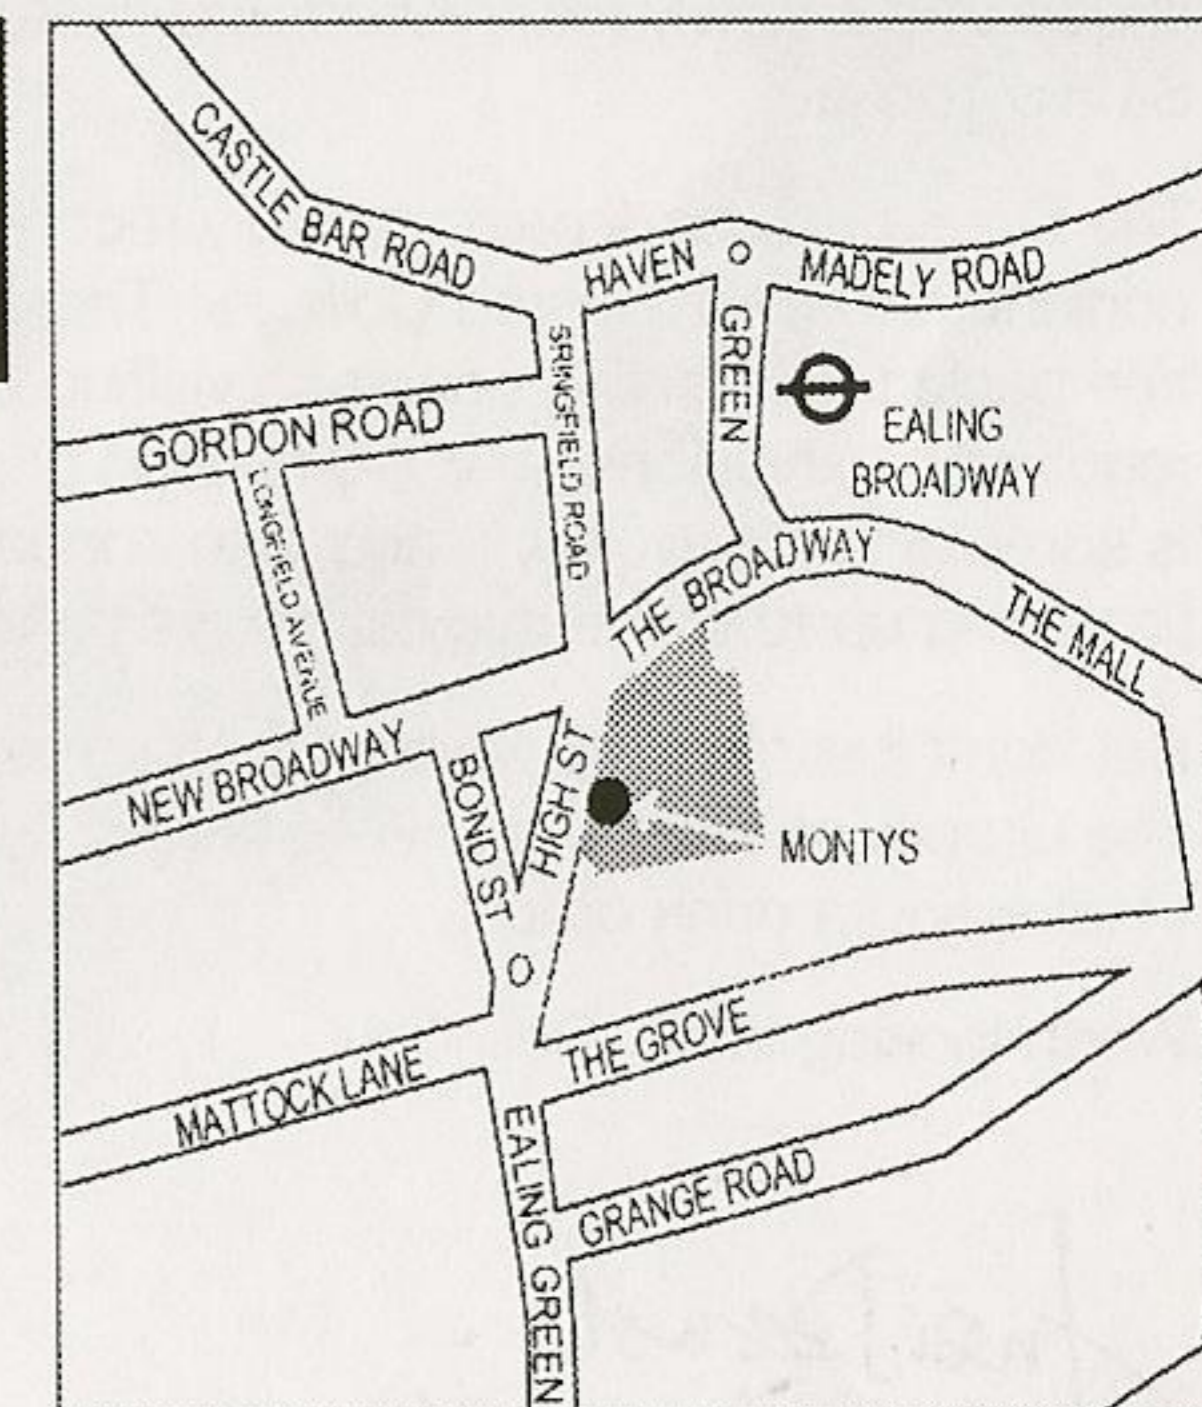 CASTLE BAR ROAD
HAVEN
GREEN
MADELY ROAD
SRINGFIELD ROAD
EALING
BROADWAY
GORDON ROAD
LONGFIELD AVENUE
THE BROADWAY
THE MALL
NEW BROADWAY
BOND ST
HIGH ST
MONTYS
THE GROVE
MATTOCK LANE
EALING GREEN
GRANGE ROAD